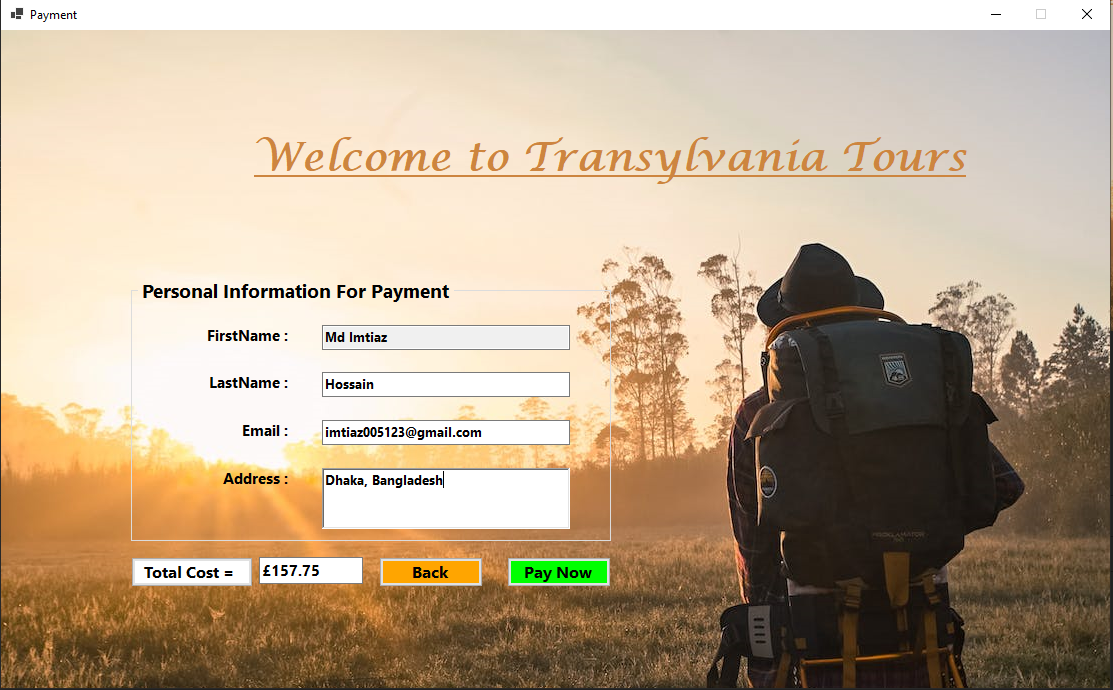 Payment
Welcome to Transylvania Tours
Personal Information For Payment
FirstName : Md Imtiaz
LastName : Hossain
Email : imtiaz005123@gmail.com
Address : Dhaka, Bangladesh
Total Cost = £157.75 Back Pay Now